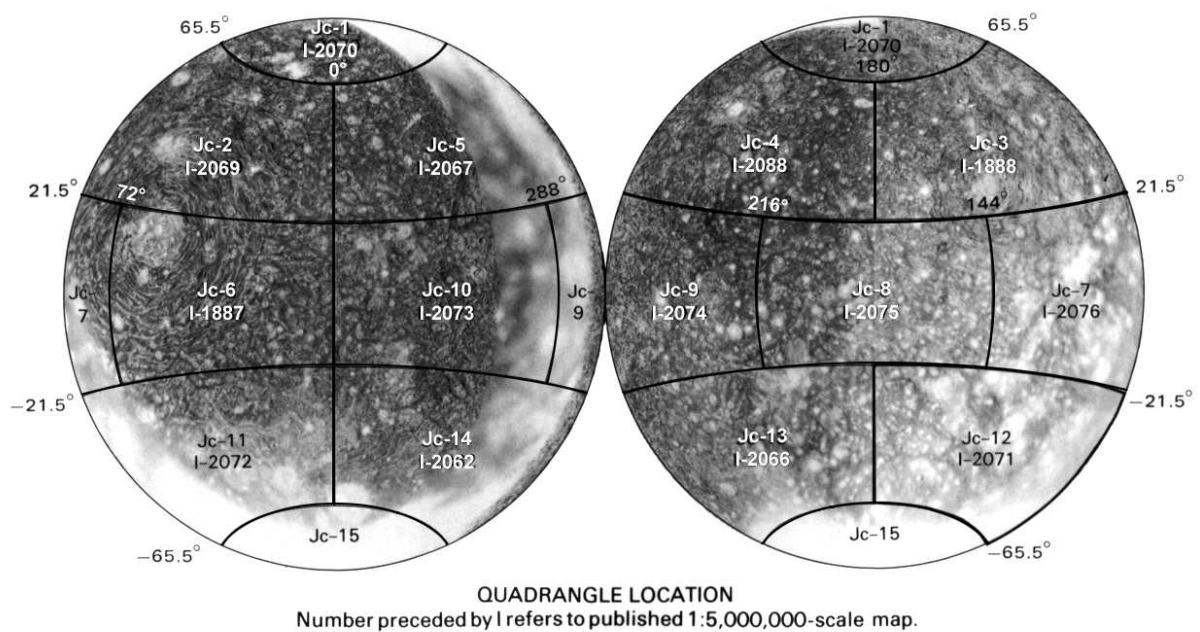 65.5°
Jc-1
I-2070
0°
Jc-2
I-2069
Jc-5
I-2067
21.5°
72°
288°
Jc-
7
Jc-6
I-1887
Jc-10
I-2073
Jc-
9
-21.5°
Jc-11
I-2072
Jc-14
I-2062
Jc-15
-65.5°
Jc-1
I-2070
180°
65.5°
Jc-4
I-2088
Jc-3
I-1888
216°
144°
21.5°
Jc-9
I-2074
Jc-8
I-2075
Jc-7
I-2076
-21.5°
Jc-13
I-2066
Jc-12
I-2071
Jc-15
-65.5°
QUADRANGLE LOCATION
Number preceded by I refers to published 1:5,000,000-scale map.